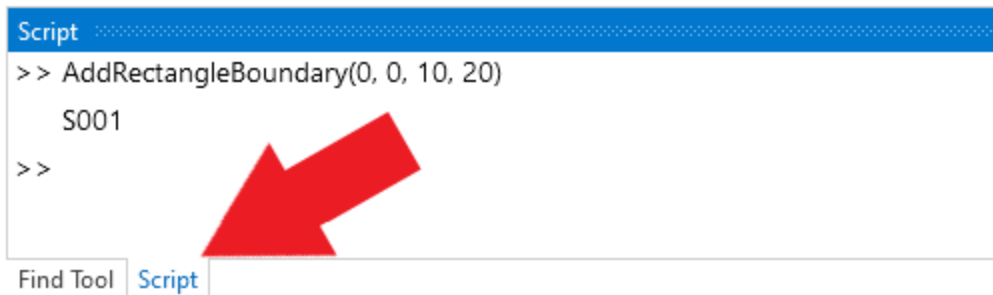 Script
>> AddRectangleBoundary(0, 0, 10, 20)
S001
>>
Find Tool Script